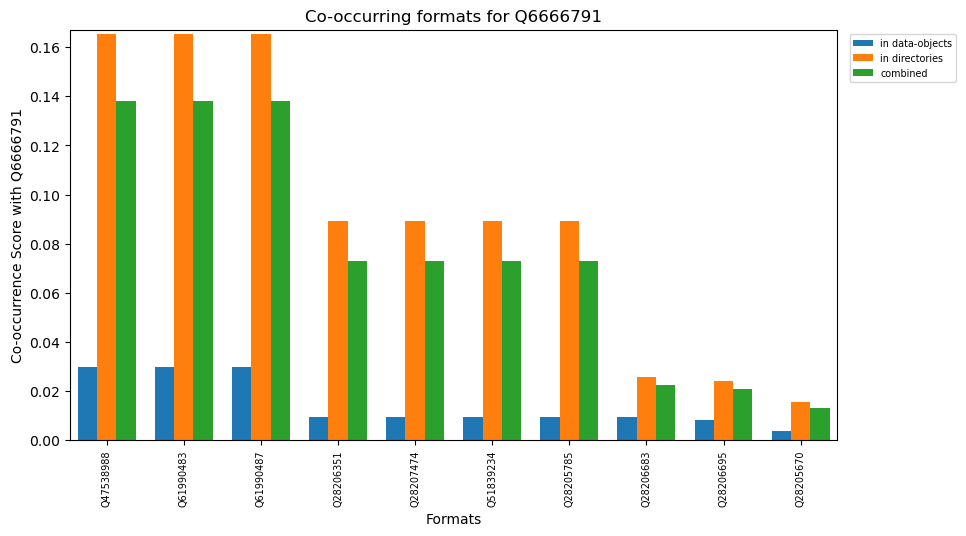 Co-occurring formats for Q6666791
Co-occurrence Score with Q6666791
0.16
0.14
0.12
0.10
0.08
0.06
0.04
0.02
0.00
Q47538988
Q61990483
Q61990487
Q28206351
Q28207474
Q51839234
Q28205785
Q28206683
Q28206695
Q28205670
Formats
in data-objects
in directories
combined